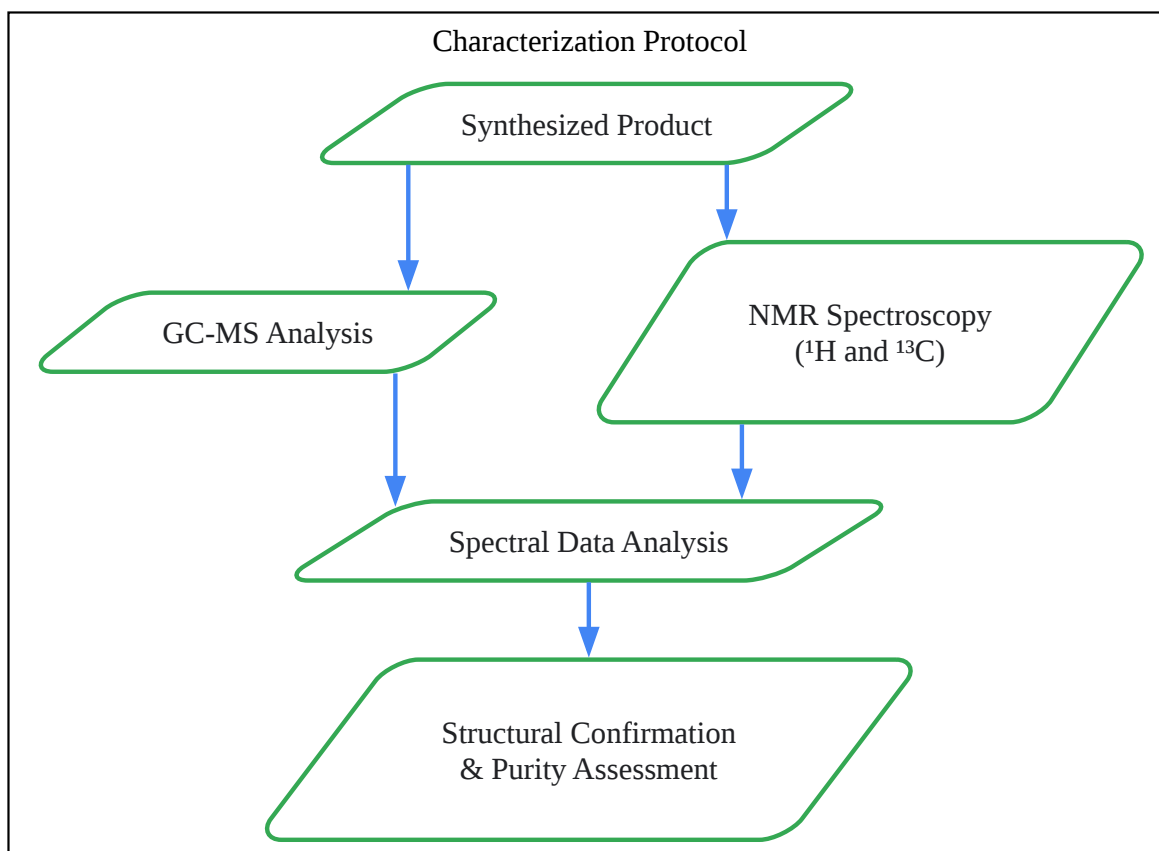 Characterization Protocol
Synthesized Product
GC-MS Analysis
NMR Spectroscopy
(¹H and ¹³C)
Spectral Data Analysis
Structural Confirmation
& Purity Assessment